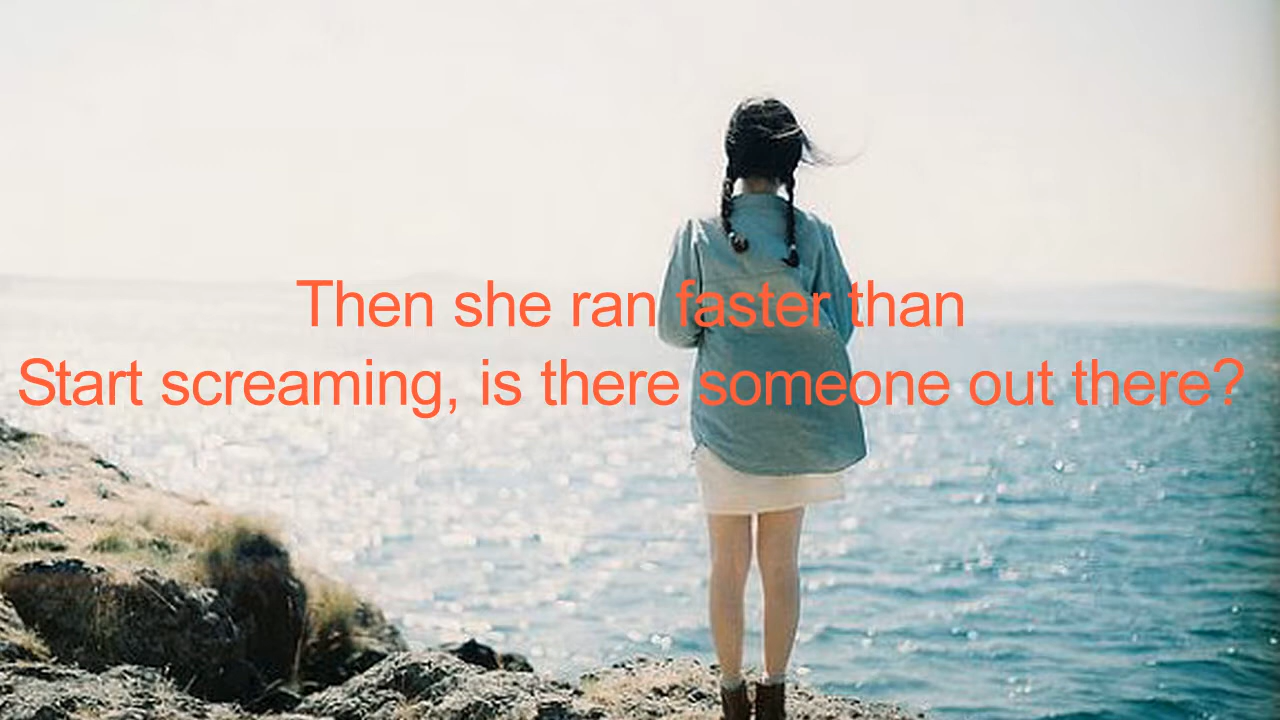 Then she ran faster than
Start screaming, is there someone out there?